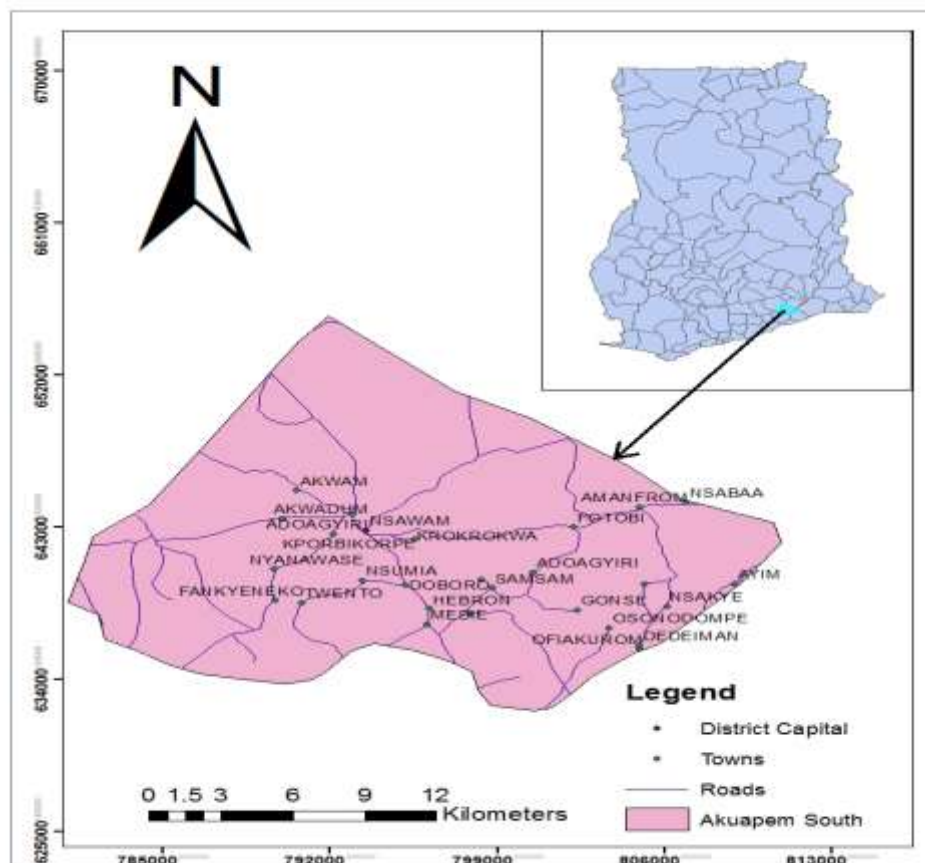 N
670000
661000
652000
643000
634000
625000
AKWAM
AKWADUM
ADOAGYIRI
NSAWAM
KPORBIKORPE
KROKROKWA
AMANFROM
NSABAA
POTOBI
NYANAWASE
NSUMIA
ADOAGYIRI
DOBORO
SAMSAM
AYIM
FANKYENEKO
TWENTO
HEBRON
MEDIE
GONSE
NSAKYE
OSONODOMPE
OFIAKUROM
DEDEIMAN
Legend
District Capital
Towns
Roads
Akuapem South
0 1.5 3 6 9 12
Kilometers
785000 792000 799000 806000 813000